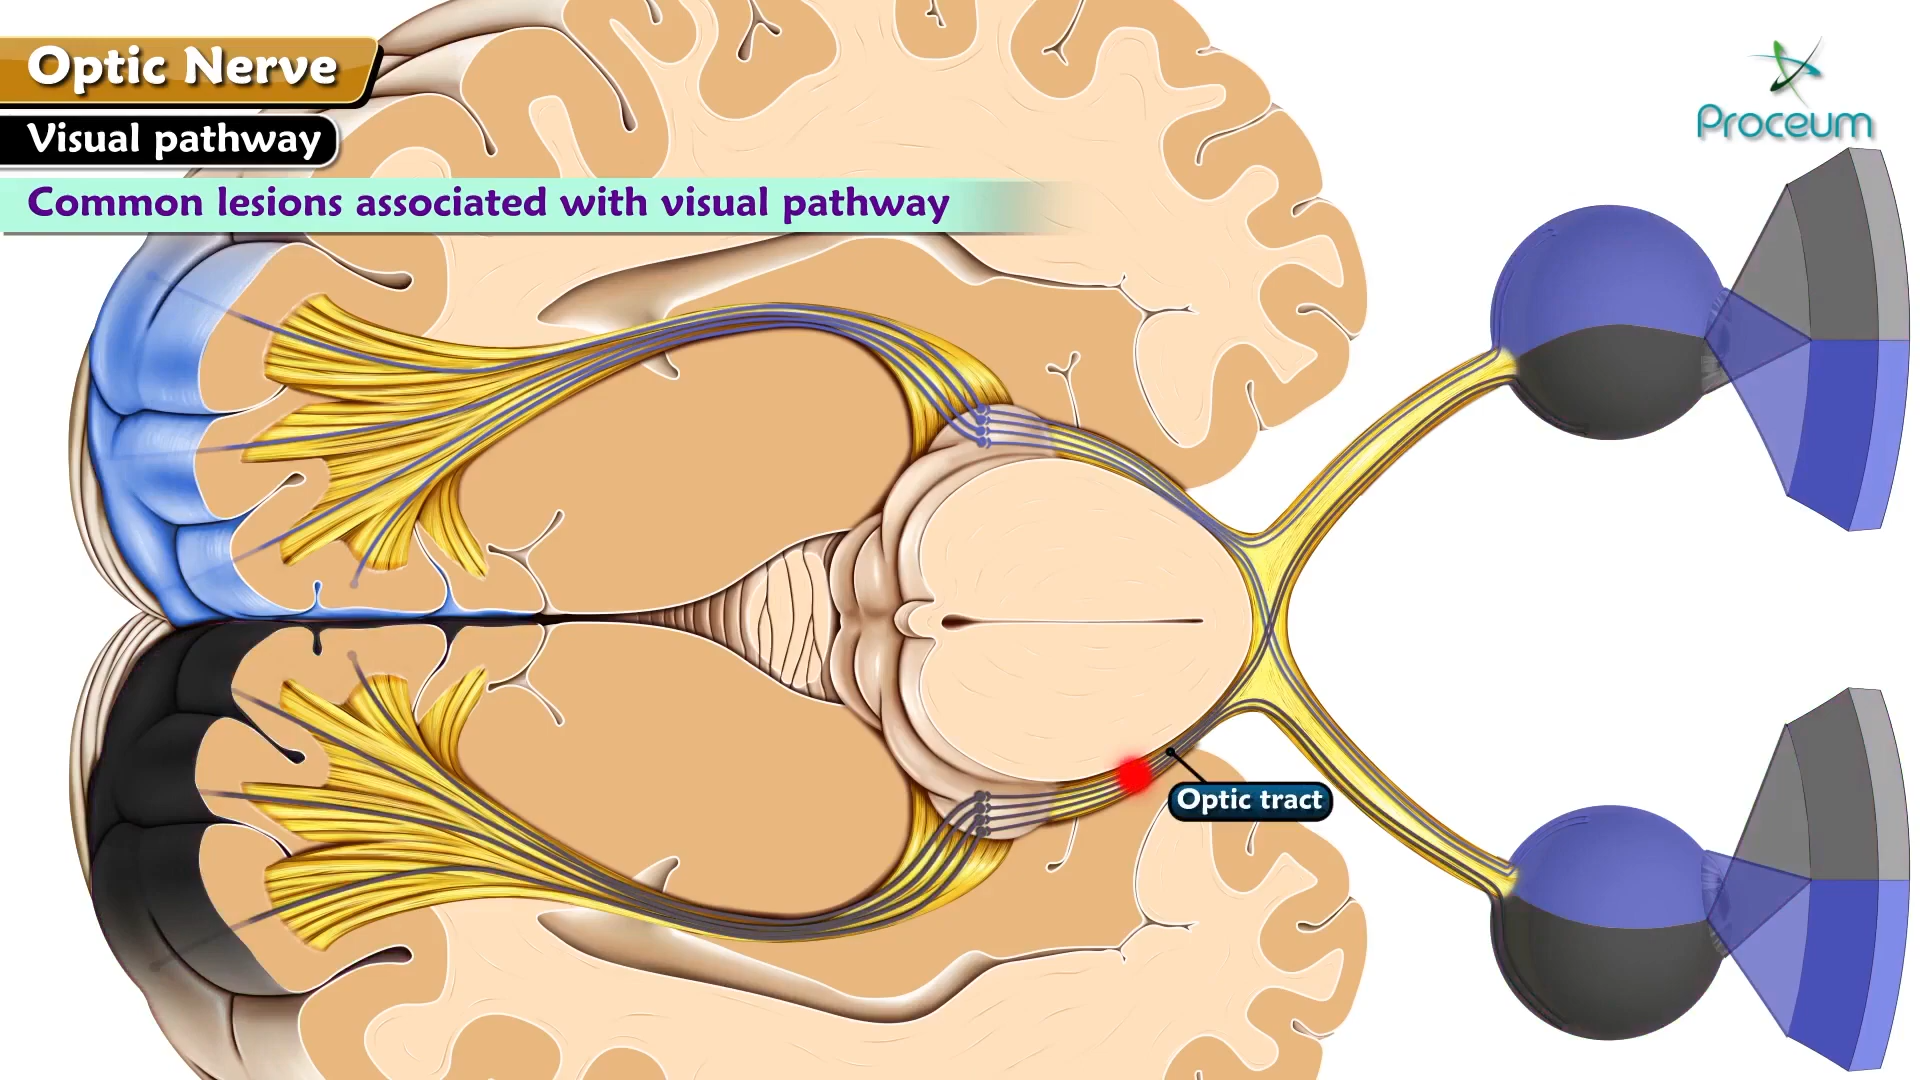 Optic Nerve
Visual pathway
Common lesions associated with visual pathway
Proceum
Optic tract